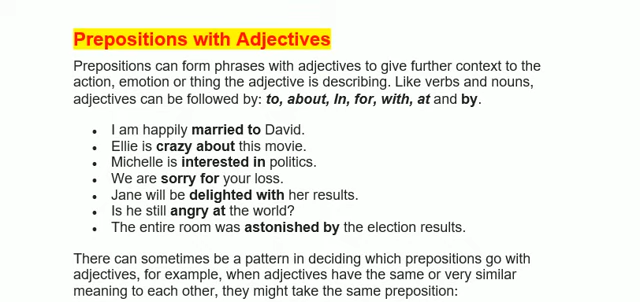 Prepositions with Adjectives
Prepositions can form phrases with adjectives to give further context to the
action, emotion or thing the adjective is describing. Like verbs and nouns,
adjectives can be followed by: to, about, In, for, with, at and by.
• I am happily married to David.
• Ellie is crazy about this movie.
• Michelle is interested in politics.
• We are sorry for your loss.
• Jane will be delighted with her results.
• Is he still angry at the world?
• The entire room was astonished by the election results.
There can sometimes be a pattern in deciding which prepositions go with
adjectives, for example, when adjectives have the same or very similar
meaning to each other, they might take the same preposition: